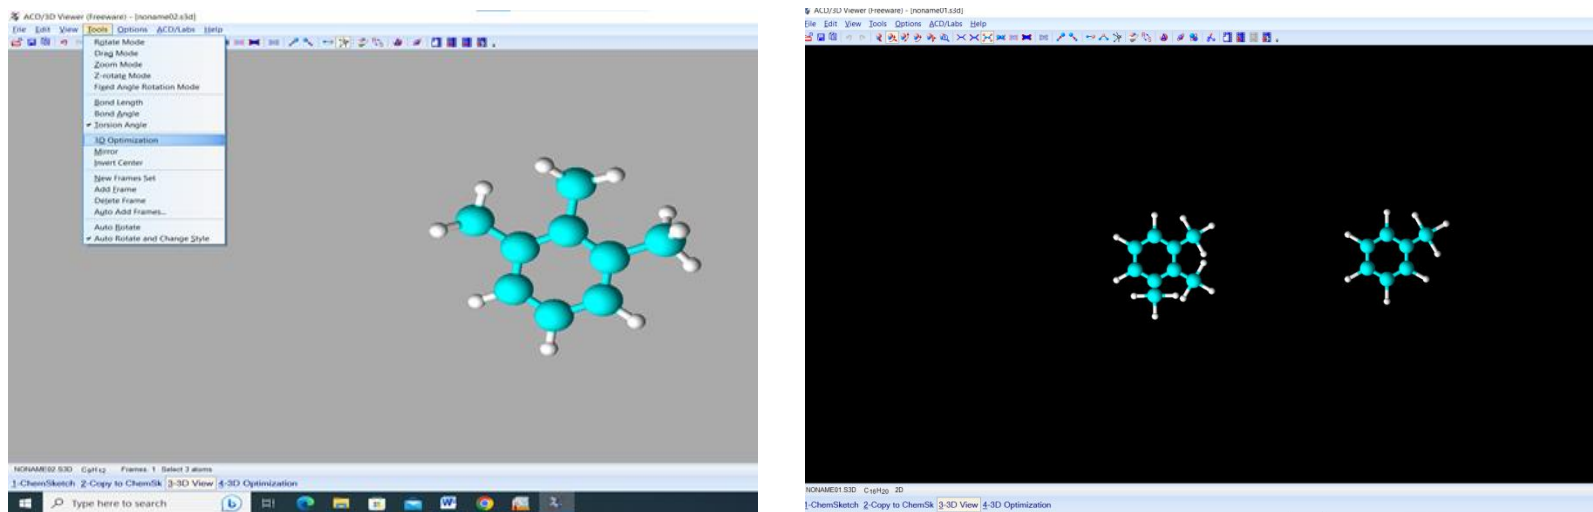 ACD/3D Viewer (Freeware) - [noname02.s3d]
File Edit View Tools Options ACD/Labs Help
Rotate Mode
Drag Mode
Zoom Mode
Z-rotate Mode
Fixed Angle Rotation Mode
Bond Length
Bond Angle
Torsion Angle
3D Optimization
Mirror
Invert Center
New Frames Set
Add Frame
Delete Frame
Auto Add Frames...
Auto Rotate
Auto Rotate and Change Style
NONAME02.S3D C9H12 Frames: 1 Select 3 atoms
1-ChemSketch 2-Copy to ChemSk 3-3D View 4-3D Optimization
Type here to search
ACD/3D Viewer (Freeware) - [noname01.s3d]
File Edit View Tools Options ACD/Labs Help
NONAME01.S3D C16H20 2D
1-ChemSketch 2-Copy to ChemSk 3-3D View 4-3D Optimization